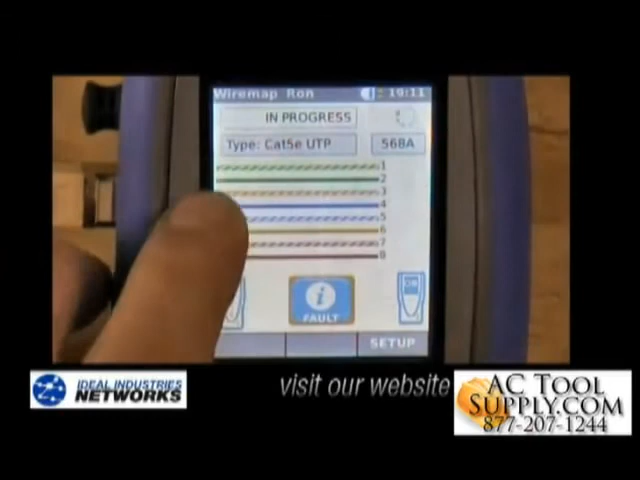 Wiremap Ron 19:11
IN PROGRESS
Type: Cat5e UTP 568A
1
2
3
4
5
6
7
8
FAULT
SETUP
IDEAL INDUSTRIES
NETWORKS
visit our website
AC TOOL
SUPPLY.COM
877-207-1244